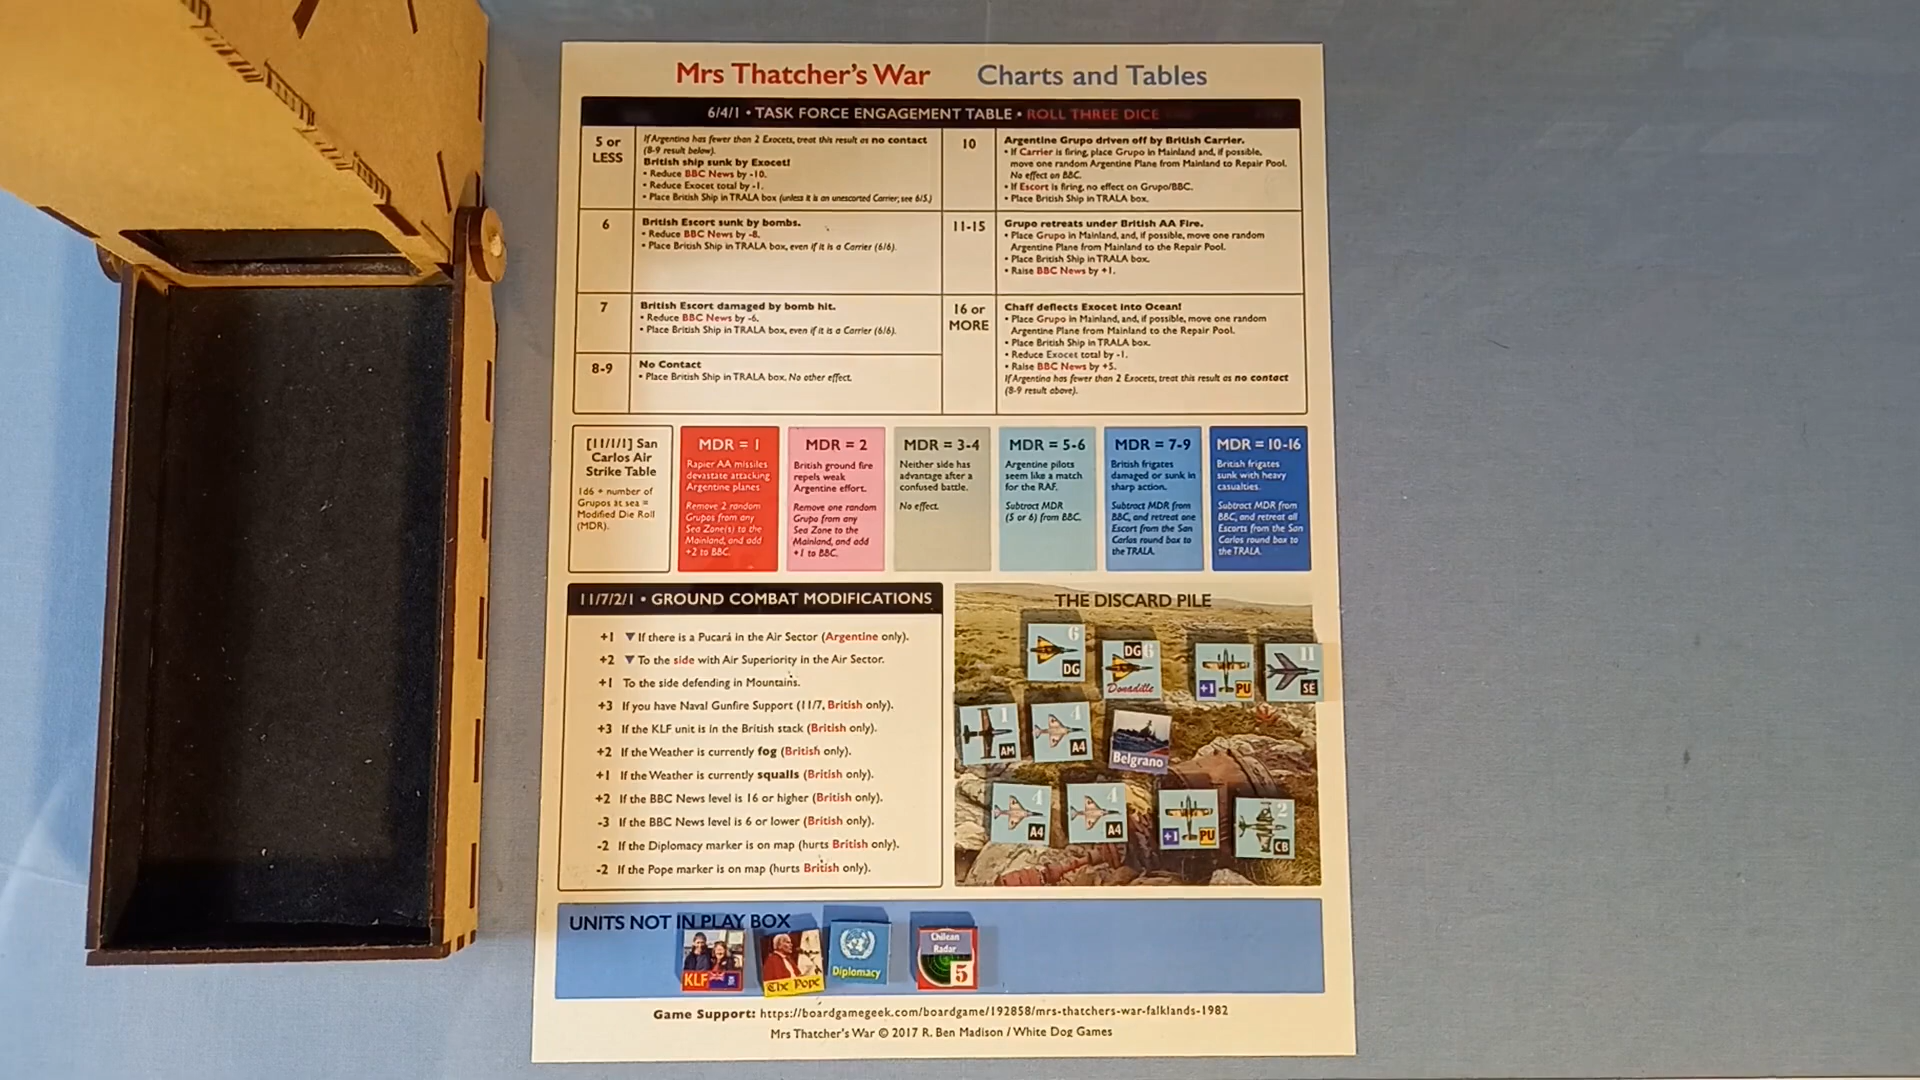 Mrs Thatcher's War Charts and Tables
6/4/1 • TASK FORCE ENGAGEMENT TABLE • ROLL THREE DICE
5 or
LESS
If Argentina has fewer than 2 Exocets, treat this result as no contact
(8-9 result below).
British ship sunk by Exocet!
• Reduce BBC News by -10.
• Reduce Exocet total by -1.
• Place British Ship in TRALA box (unless it is an unescorted Carrier; see 6/5.)
6
British Escort sunk by bombs.
• Reduce BBC News by -8.
• Place British Ship in TRALA box, even if it is a Carrier (6/6).
7
British Escort damaged by bomb hit.
• Reduce BBC News by -6.
• Place British Ship in TRALA box, even if it is a Carrier (6/6).
8-9
No Contact
• Place British Ship in TRALA box. No other effect.
10
Argentine Grupo driven off by British Carrier.
• If Carrier is firing, place Grupo in Mainland and, if possible,
move one random Argentine Plane from Mainland to Repair Pool.
No effect on BBC.
• If Escort is firing, no effect on Grupo/BBC.
• Place British Ship in TRALA box.
11-15
Grupo retreats under British AA Fire.
• Place Grupo in Mainland, and, if possible, move one random
Argentine Plane from Mainland to the Repair Pool.
• Place British Ship in TRALA box.
• Raise BBC News by +1.
16 or
MORE
Chaff deflects Exocet into Ocean!
• Place Grupo in Mainland, and, if possible, move one random
Argentine Plane from Mainland to the Repair Pool.
• Place British Ship in TRALA box.
• Reduce Exocet total by -1.
• Raise BBC News by +5.
If Argentina has fewer than 2 Exocets, treat this result as no contact
(8-9 result above).
[11/1/1] San
Carlos Air
Strike Table
1d6 + number of
Grupos at sea =
Modified Die Roll
(MDR).
MDR = 1
Rapier AA missiles
devastate attacking
Argentine planes
Remove 2 random
Grupos from any
Sea Zone(s) to the
Mainland, and add
+2 to BBC.
MDR = 2
British ground fire
repels weak
Argentine effort.
Remove one random
Grupo from any
Sea Zone to the
Mainland, and add
+1 to BBC.
MDR = 3-4
Neither side has
advantage after a
confused battle.
No effect.
MDR = 5-6
Argentine pilots
seem like a match
for the RAF.
Subtract MDR
(5 or 6) from BBC.
MDR = 7-9
British frigates
damaged or sunk in
sharp action.
Subtract MDR from
BBC, and retreat one
Escort from the San
Carlos round box to
the TRALA.
MDR = 10-16
British frigates
sunk with heavy
casualties.
Subtract MDR from
BBC, and retreat all
Escorts from the San
Carlos round box to
the TRALA.
11/7/2/1 • GROUND COMBAT MODIFICATIONS
+1 ▼ If there is a Pucará in the Air Sector (Argentine only).
+2 ▼ To the side with Air Superiority in the Air Sector.
+1 To the side defending in Mountains.
+3 If you have Naval Gunfire Support (11/7, British only).
+3 If the KLF unit is in the British stack (British only).
+2 If the Weather is currently fog (British only).
+1 If the Weather is currently squalls (British only).
+2 If the BBC News level is 16 or higher (British only).
-3 If the BBC News level is 6 or lower (British only).
-2 If the Diplomacy marker is on map (hurts British only).
-2 If the Pope marker is on map (hurts British only).
THE DISCARD PILE
6
DG
DG 6
Donadille
+1 PU
11
SE
1
AM
4
A4
Belgrano
4
A4
4
A4
+1 PU
2
CB
UNITS NOT IN PLAY BOX
KLF
The Pope
Diplomacy
Chilean
Radar
5
Game Support: https://boardgamegeek.com/boardgame/192858/mrs-thatchers-war-falklands-1982
Mrs Thatcher's War © 2017 R. Ben Madison / White Dog Games